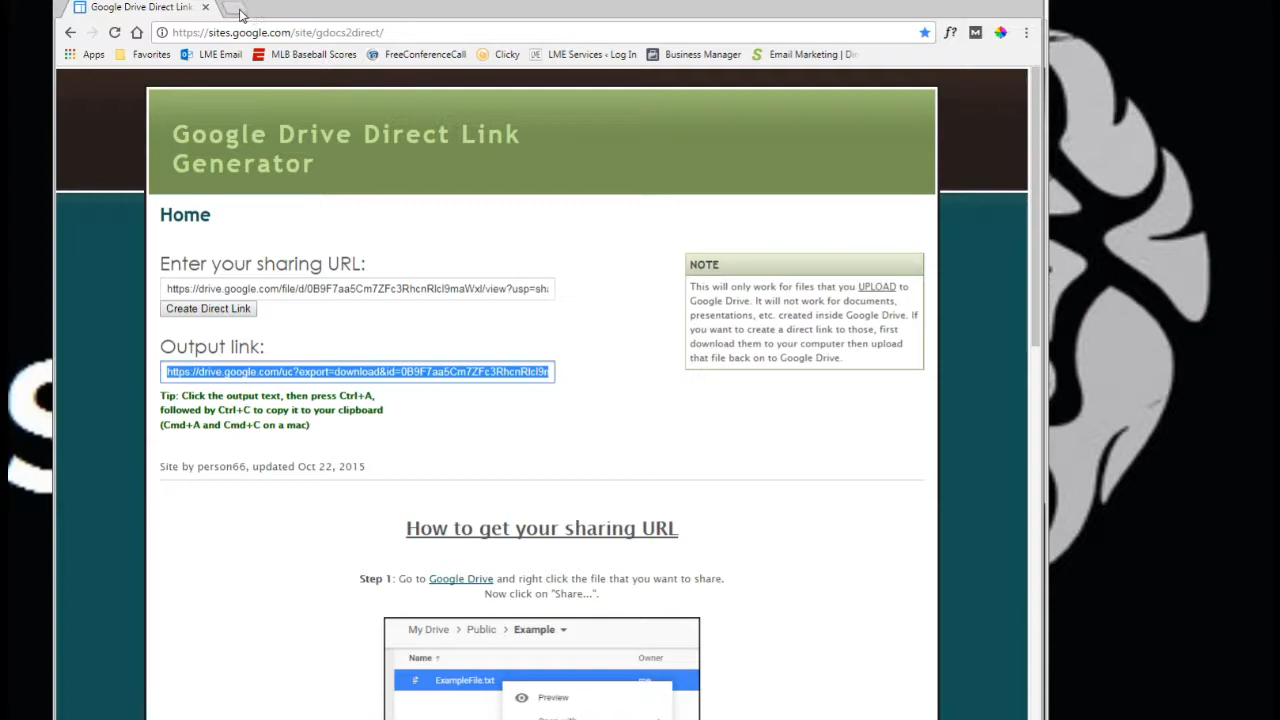 Google Drive Direct Link
https://sites.google.com/site/gdocs2direct/
f?
M
Apps Favorites LME Email MLB Baseball Scores FreeConferenceCall Clicky LME LME Services ‹ Log In Business Manager Email Marketing | De
Google Drive Direct Link
Generator
Home
Enter your sharing URL:
https://drive.google.com/file/d/0B9F7aa5Cm7ZFc3RhcnRlcl9maWxl/view?usp=sha
Create Direct Link
Output link:
https://drive.google.com/uc?export=download&id=0B9F7aa5Cm7ZFc3RhcnRlcl9m
Tip: Click the output text, then press Ctrl+A,
followed by Ctrl+C to copy it to your clipboard
(Cmd+A and Cmd+C on a mac)
NOTE
This will only work for files that you UPLOAD to
Google Drive. It will not work for documents,
presentations, etc. created inside Google Drive. If
you want to create a direct link to those, first
download them to your computer then upload
that file back on to Google Drive.
Site by person66, updated Oct 22, 2015
How to get your sharing URL
Step 1: Go to Google Drive and right click the file that you want to share.
Now click on "Share...".
My Drive > Public > Example
Name ↑ Owner
ExampleFile.txt me
Preview